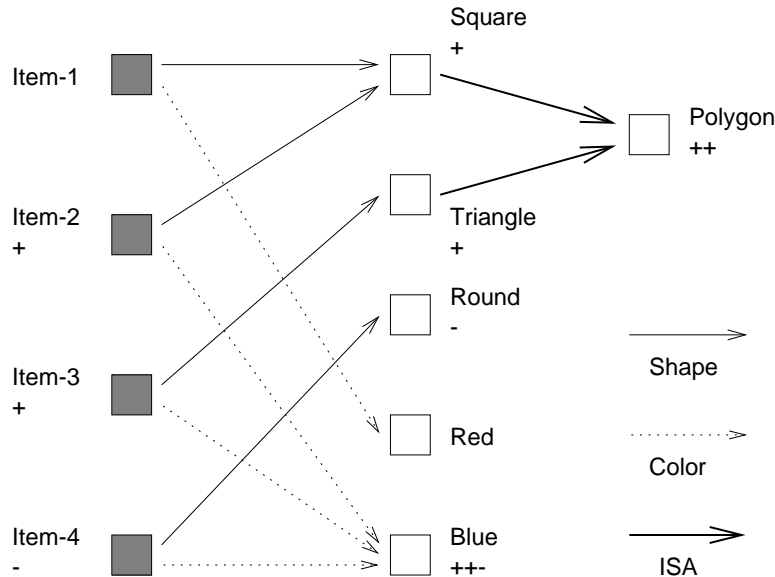 Square
+
Item-1
Polygon
++
Item-2
+
Triangle
+
Round
-
Shape
Item-3
+
Red
Color
Item-4
-
Blue
++-
ISA